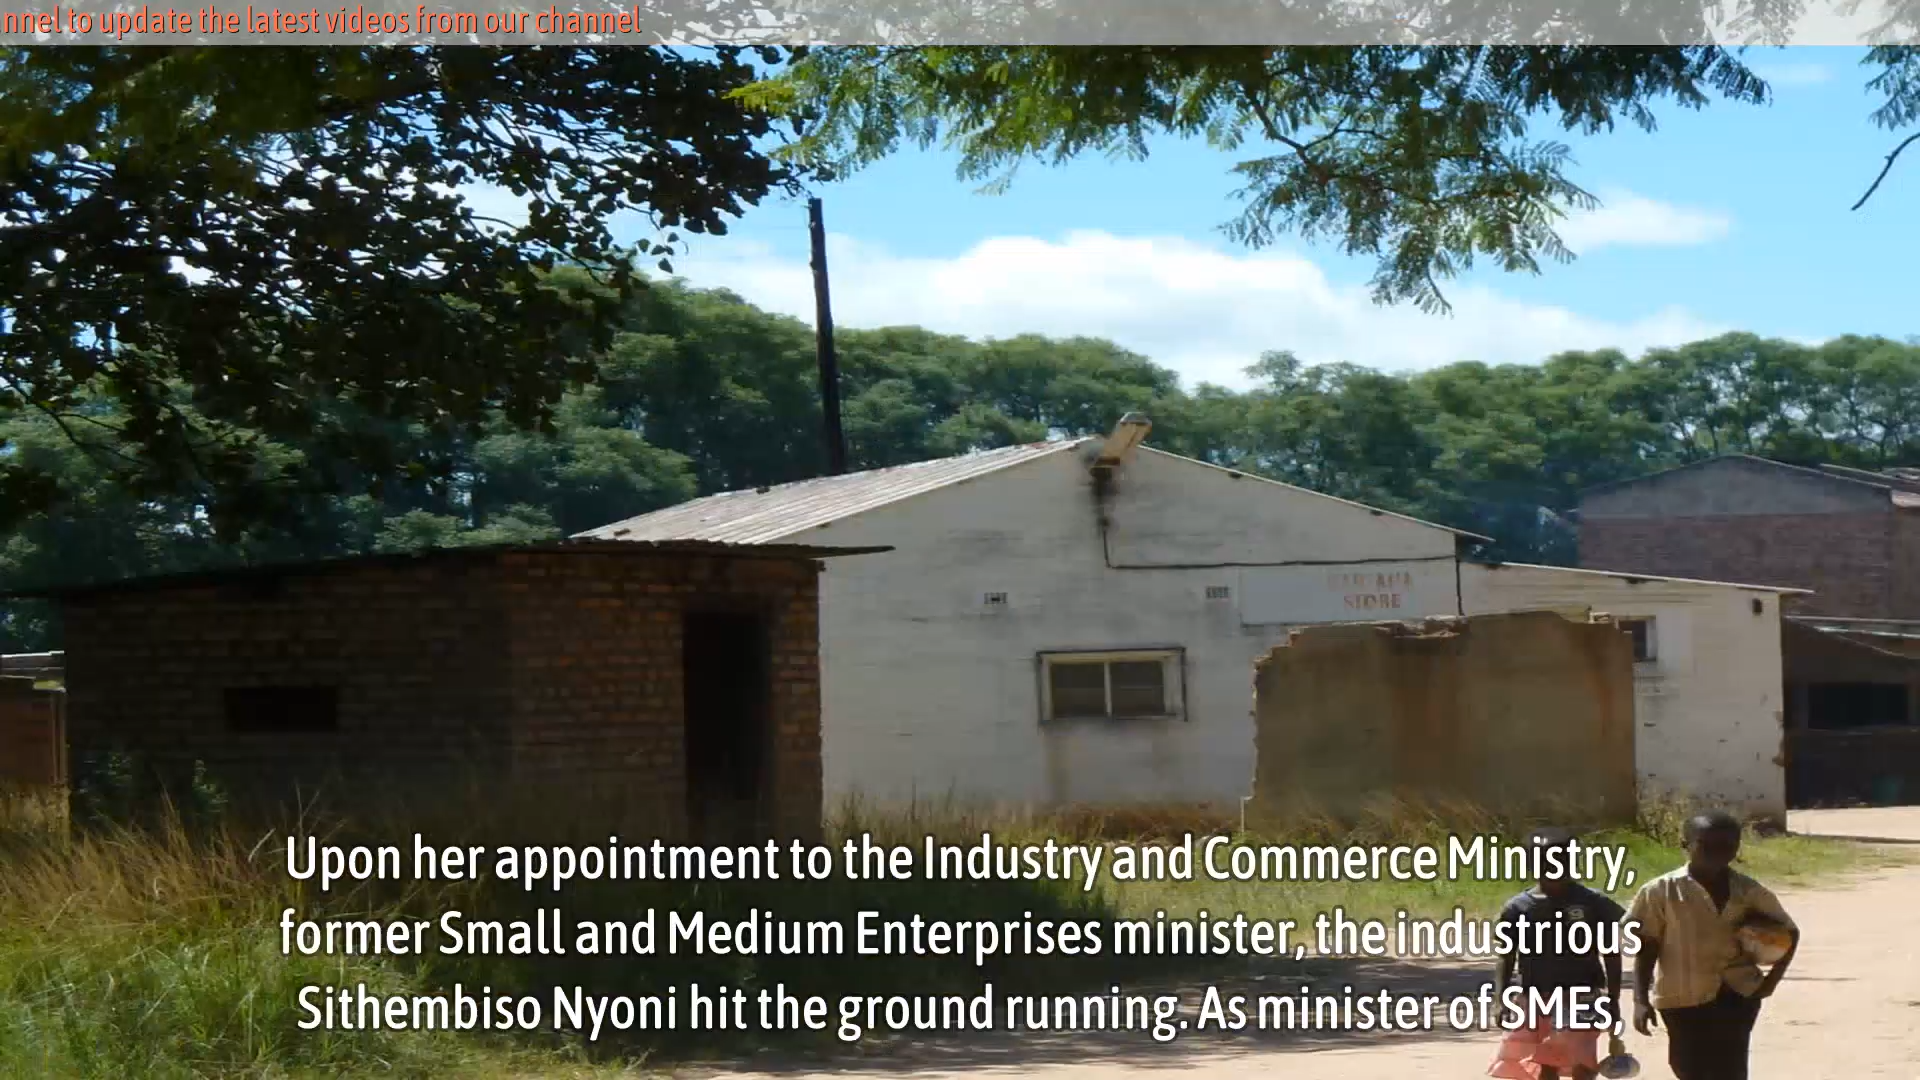 nnel to update the latest videos from our channel
STORE
Upon her appointment to the Industry and Commerce Ministry,
former Small and Medium Enterprises minister, the industrious
Sithembiso Nyoni hit the ground running. As minister of SMEs,